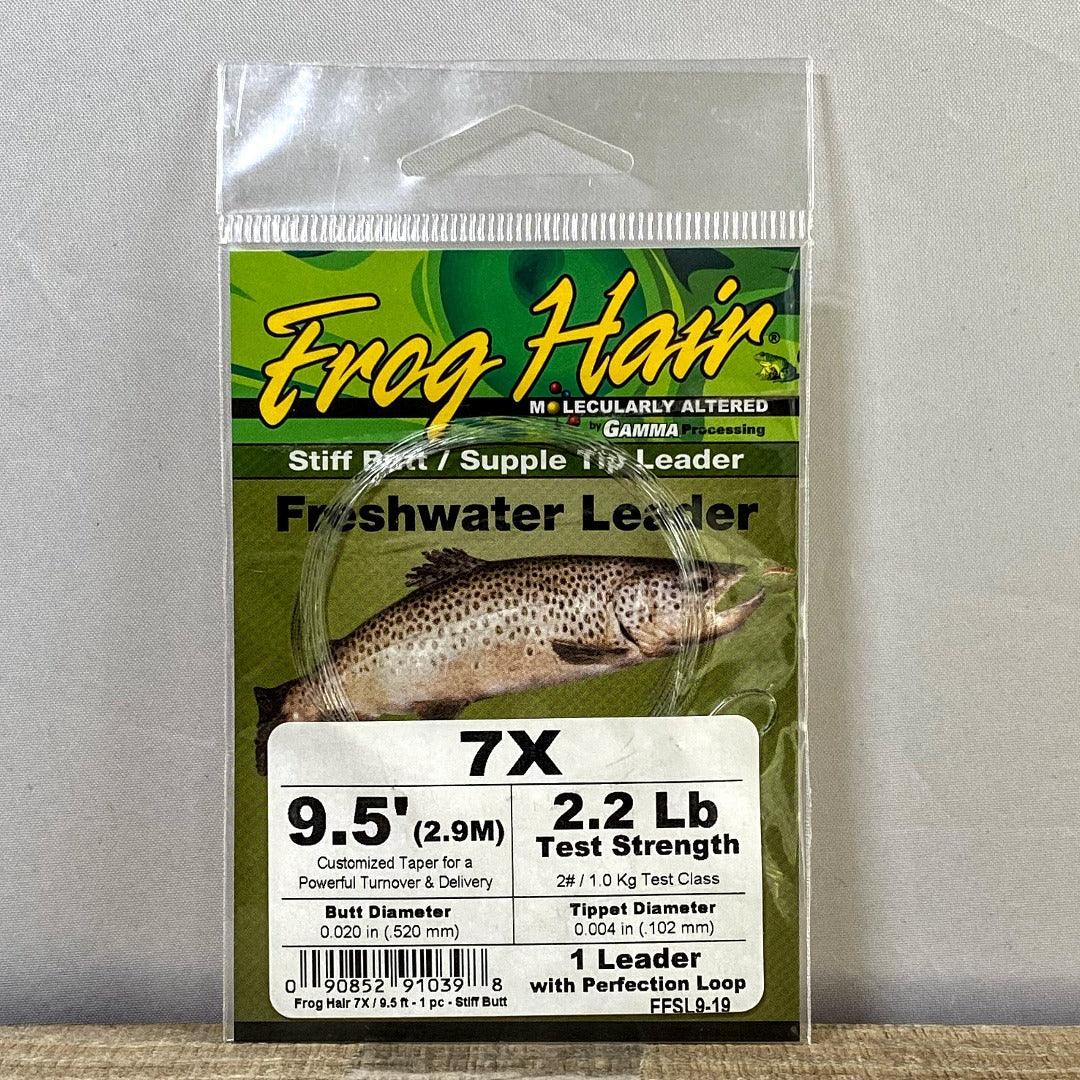 Frog Hair®
MOLECULARLY ALTERED
by GAMMA Processing
Stiff Butt / Supple Tip Leader
Freshwater Leader
7X
9.5' (2.9M)
Customized Taper for a
Powerful Turnover & Delivery
2.2 Lb
Test Strength
2# / 1.0 Kg Test Class
Butt Diameter
0.020 in (.520 mm)
Tippet Diameter
0.004 in (.102 mm)
0 90852 91039 8
Frog Hair 7X / 9.5 ft - 1 pc - Stiff Butt
1 Leader
with Perfection Loop
FFSL9-19